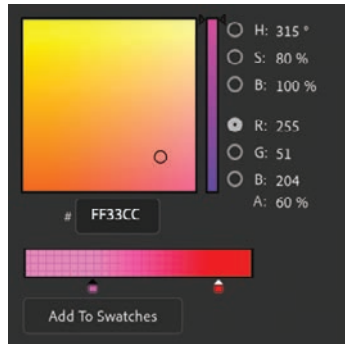 H: 315 °
S: 80 %
B: 100 %
R: 255
G: 51
B: 204
A: 60 %
# FF33CC
Add To Swatches